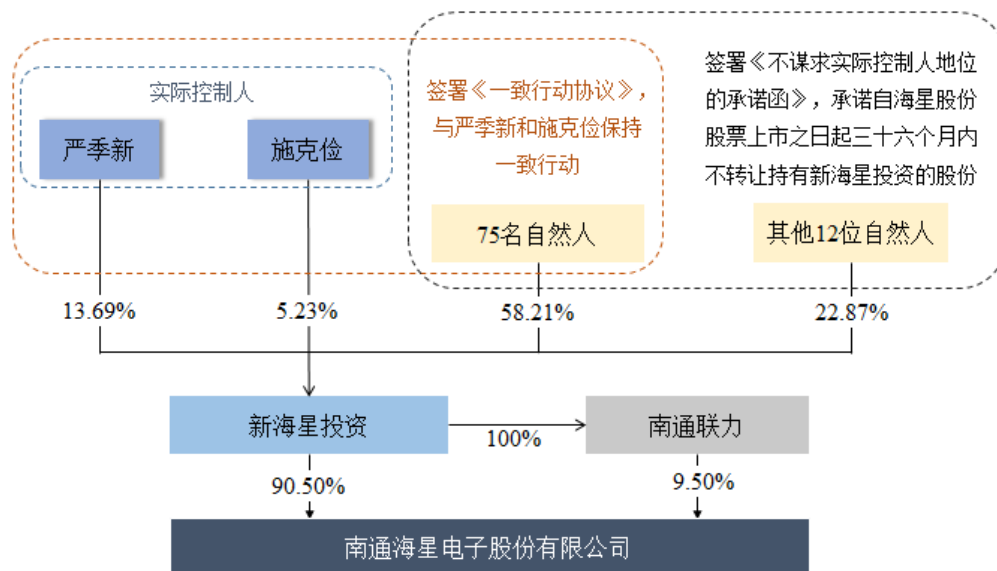 实际控制人
严季新
施克俭
签署《一致行动协议》，
与严季新和施克俭保持
一致行动
75名自然人
签署《不谋求实际控制人地位
的承诺函》，承诺自海星股份
股票上市之日起三十六个月内
不转让持有新海星投资的股份
其他12位自然人
13.69%
5.23%
58.21%
22.87%
新海星投资
100%
南通联力
90.50%
9.50%
南通海星电子股份有限公司